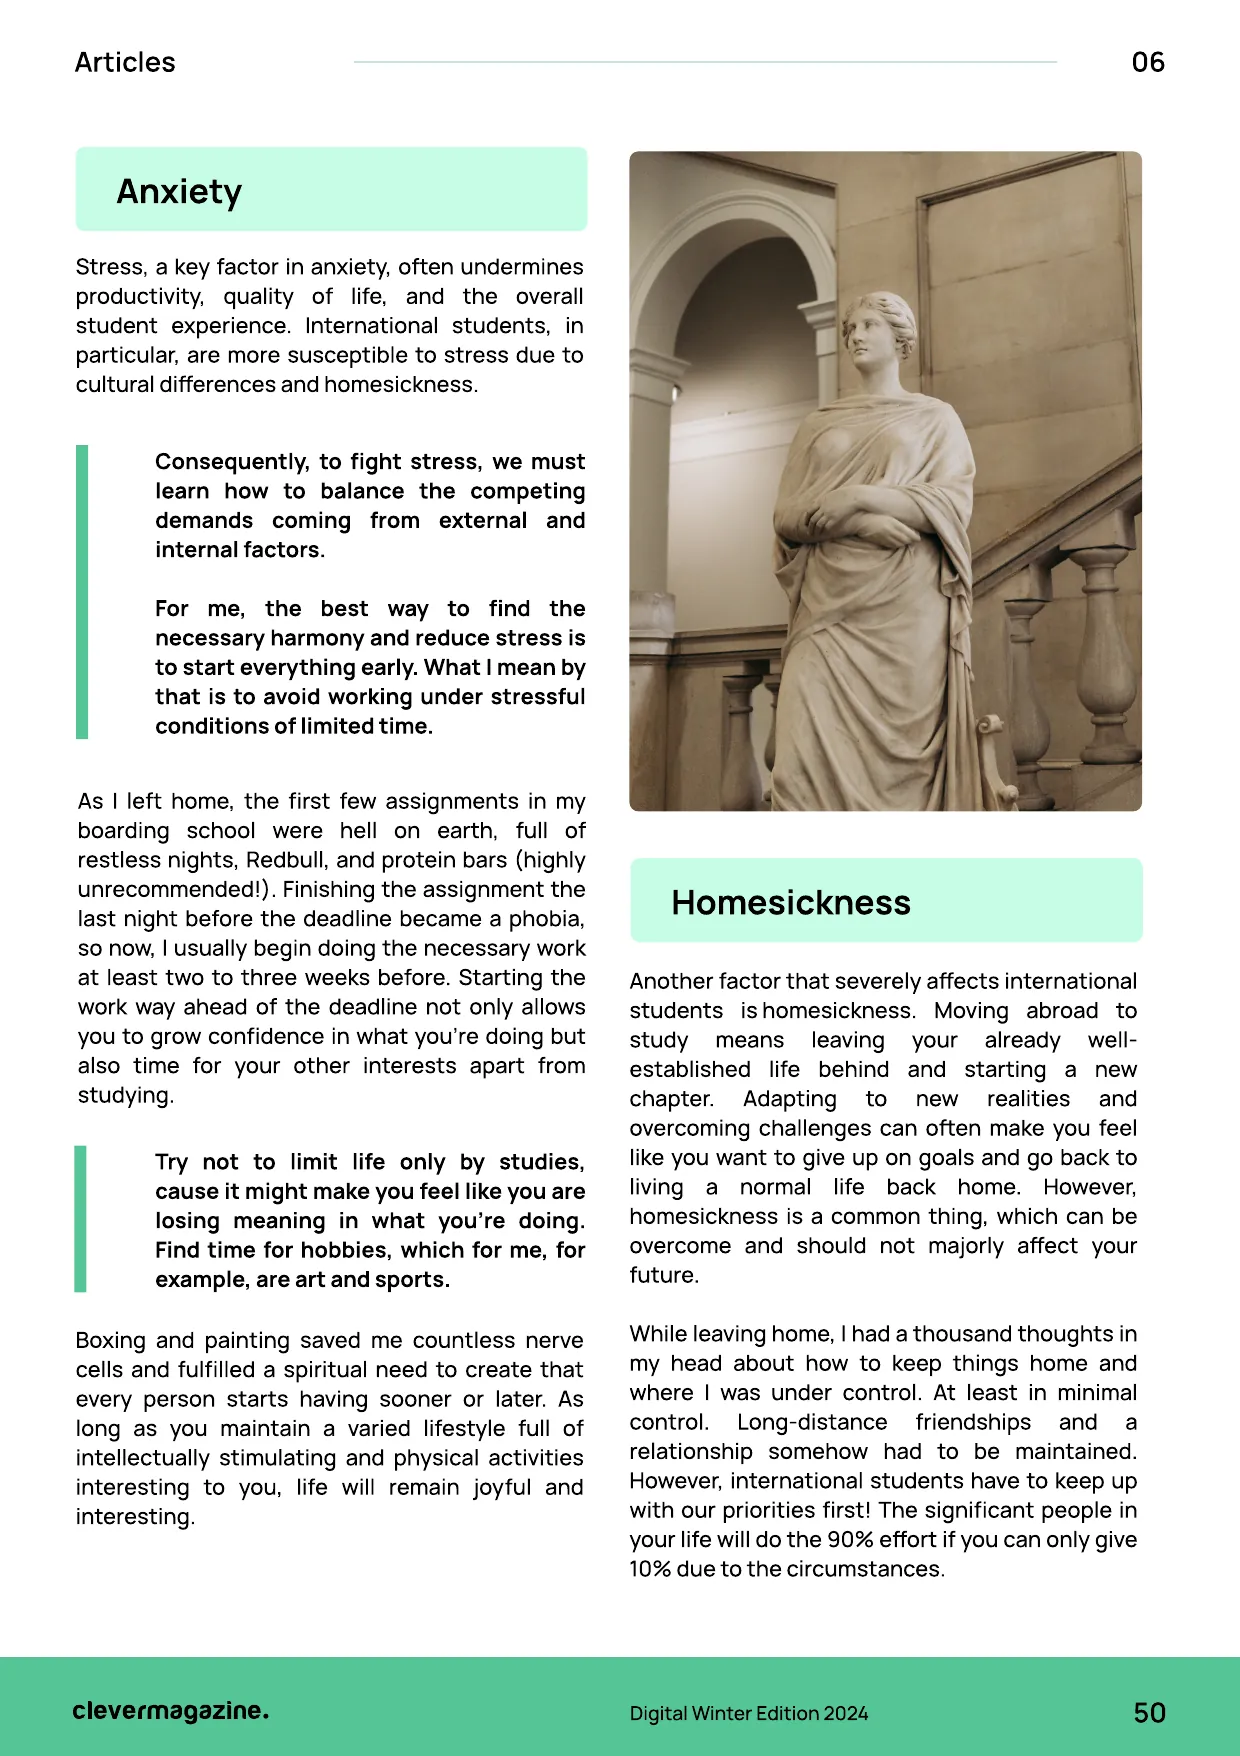 Articles
06
Anxiety
Stress, a key factor in anxiety, often undermines
productivity, quality of life, and the overall
student experience. International students, in
particular, are more susceptible to stress due to
cultural differences and homesickness.
Consequently, to fight stress, we must
learn how to balance the competing
demands coming from external and
internal factors.
For me, the best way to find the
necessary harmony and reduce stress is
to start everything early. What I mean by
that is to avoid working under stressful
conditions of limited time.
As I left home, the first few assignments in my
boarding school were hell on earth, full of
restless nights, Redbull, and protein bars (highly
unrecommended!). Finishing the assignment the
last night before the deadline became a phobia,
so now, I usually begin doing the necessary work
at least two to three weeks before. Starting the
work way ahead of the deadline not only allows
you to grow confidence in what you're doing but
also time for your other interests apart from
studying.
Try not to limit life only by studies,
cause it might make you feel like you are
losing meaning in what you're doing.
Find time for hobbies, which for me, for
example, are art and sports.
Boxing and painting saved me countless nerve
cells and fulfilled a spiritual need to create that
every person starts having sooner or later. As
long as you maintain a varied lifestyle full of
intellectually stimulating and physical activities
interesting to you, life will remain joyful and
interesting.
Homesickness
Another factor that severely affects international
students is homesickness. Moving abroad to
study means leaving your already well-
established life behind and starting a new
chapter. Adapting to new realities and
overcoming challenges can often make you feel
like you want to give up on goals and go back to
living a normal life back home. However,
homesickness is a common thing, which can be
overcome and should not majorly affect your
future.
While leaving home, I had a thousand thoughts in
my head about how to keep things home and
where I was under control. At least in minimal
control. Long-distance friendships and a
relationship somehow had to be maintained.
However, international students have to keep up
with our priorities first! The significant people in
your life will do the 90% effort if you can only give
10% due to the circumstances.
clevermagazine.
Digital Winter Edition 2024
50